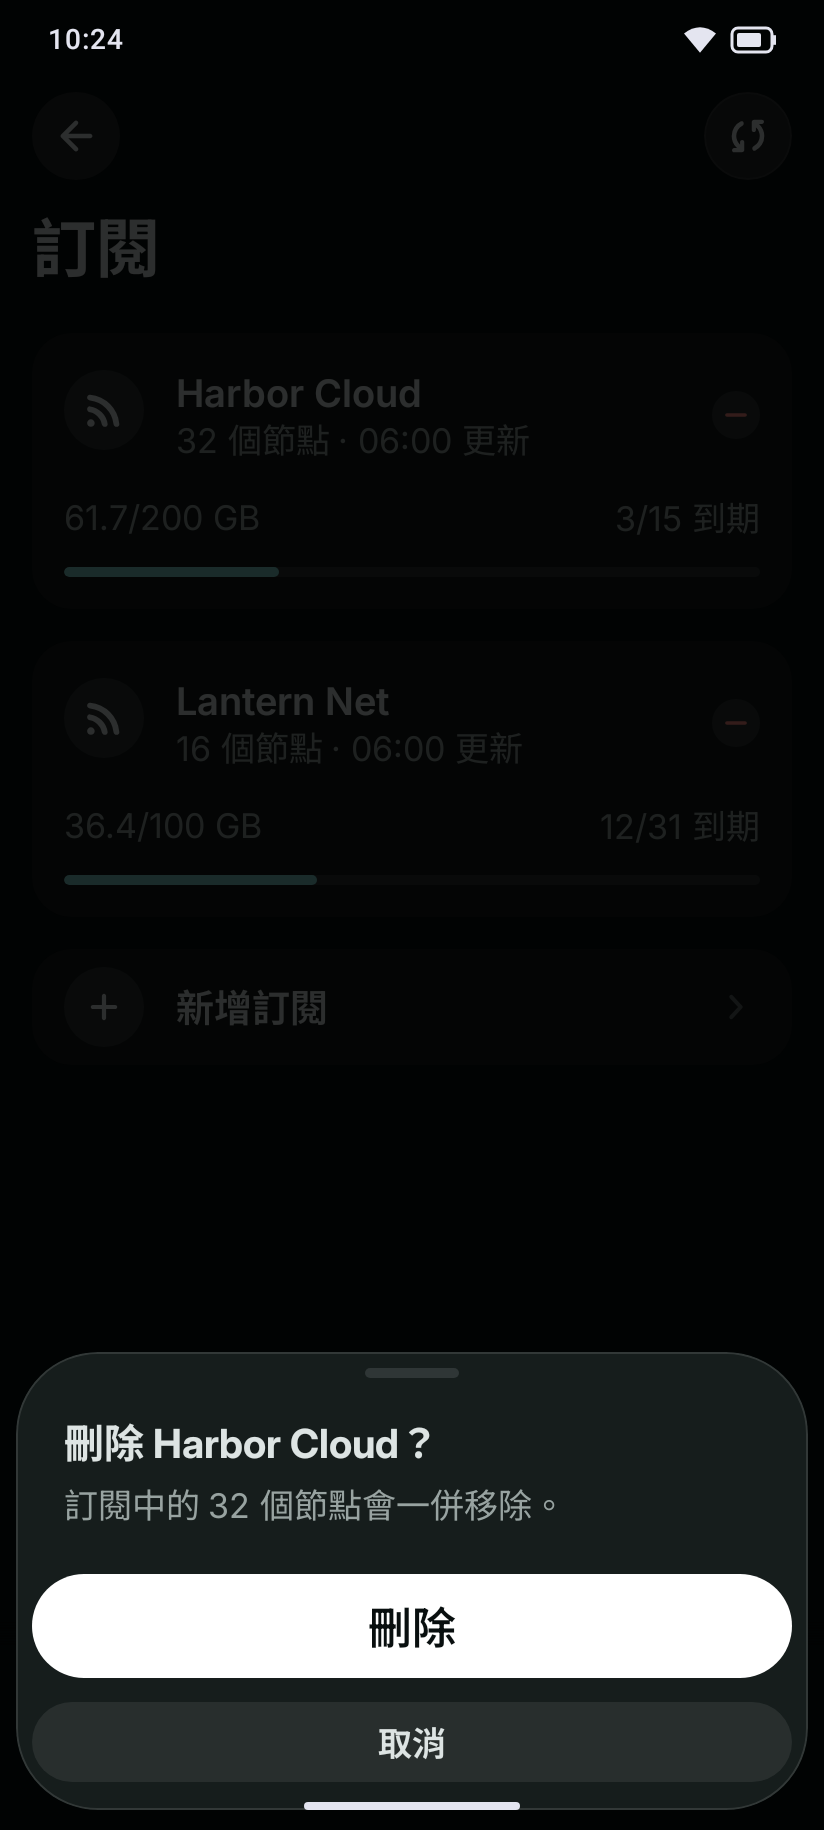 10:24
訂閱
Harbor Cloud
32 個節點 · 06:00 更新
61.7/200 GB
3/15 到期
Lantern Net
16 個節點 · 06:00 更新
36.4/100 GB
12/31 到期
新增訂閱
刪除 Harbor Cloud？
訂閱中的 32 個節點會一併移除。
刪除
取消